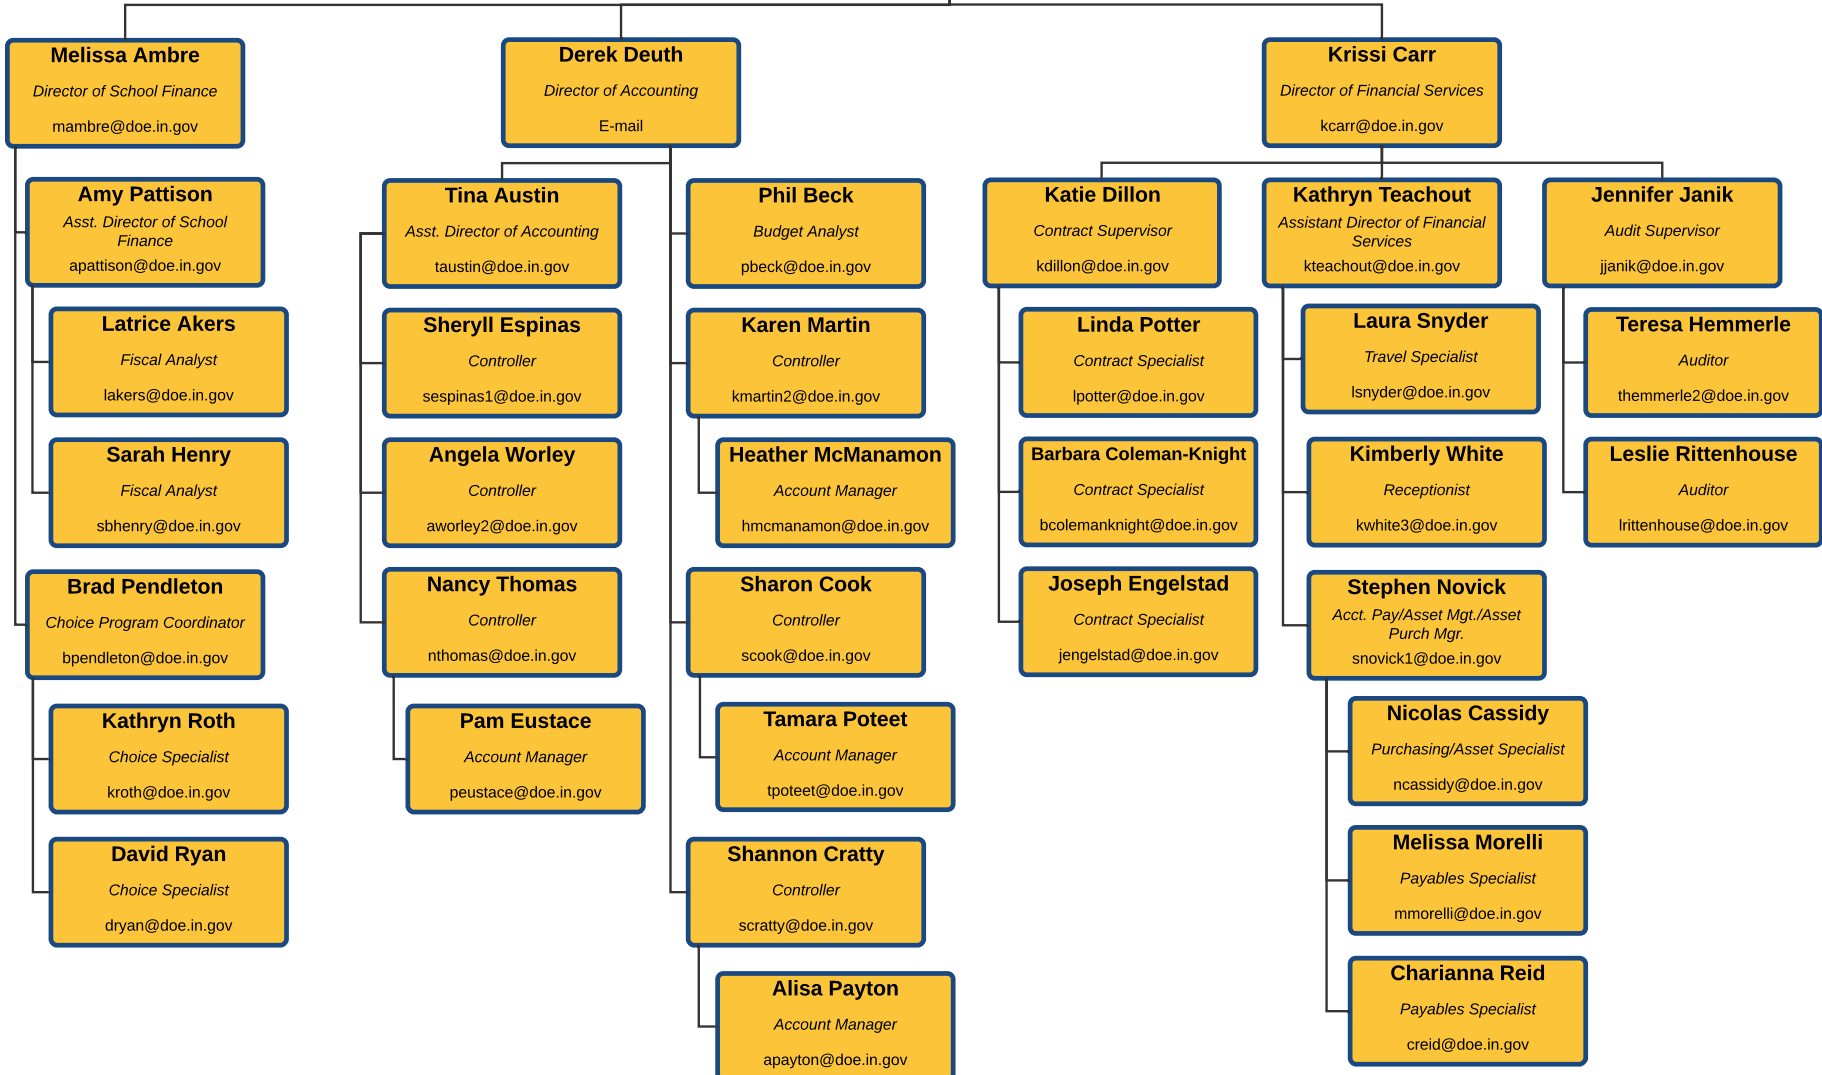 Melissa Ambre
Director of School Finance
mambre@doe.in.gov
Derek Deuth
Director of Accounting
E-mail
Krissi Carr
Director of Financial Services
kcarr@doe.in.gov
Amy Pattison
Asst. Director of School
Finance
apattison@doe.in.gov
Latrice Akers
Fiscal Analyst
lakers@doe.in.gov
Sarah Henry
Fiscal Analyst
sbhenry@doe.in.gov
Brad Pendleton
Choice Program Coordinator
bpendleton@doe.in.gov
Kathryn Roth
Choice Specialist
kroth@doe.in.gov
David Ryan
Choice Specialist
dryan@doe.in.gov
Tina Austin
Asst. Director of Accounting
taustin@doe.in.gov
Sheryll Espinas
Controller
sespinas1@doe.in.gov
Angela Worley
Controller
aworley2@doe.in.gov
Nancy Thomas
Controller
nthomas@doe.in.gov
Pam Eustace
Account Manager
peustace@doe.in.gov
Phil Beck
Budget Analyst
pbeck@doe.in.gov
Karen Martin
Controller
kmartin2@doe.in.gov
Heather McManamon
Account Manager
hmcmanamon@doe.in.gov
Sharon Cook
Controller
scook@doe.in.gov
Tamara Poteet
Account Manager
tpoteet@doe.in.gov
Shannon Cratty
Controller
scratty@doe.in.gov
Alisa Payton
Account Manager
apayton@doe.in.gov
Katie Dillon
Contract Supervisor
kdillon@doe.in.gov
Linda Potter
Contract Specialist
lpotter@doe.in.gov
Barbara Coleman-Knight
Contract Specialist
bcolemanknight@doe.in.gov
Joseph Engelstad
Contract Specialist
jengelstad@doe.in.gov
Kathryn Teachout
Assistant Director of Financial
Services
kteachout@doe.in.gov
Laura Snyder
Travel Specialist
lsnyder@doe.in.gov
Kimberly White
Receptionist
kwhite3@doe.in.gov
Stephen Novick
Acct. Pay/Asset Mgt./Asset
Purch Mgr.
snovick1@doe.in.gov
Nicolas Cassidy
Purchasing/Asset Specialist
ncassidy@doe.in.gov
Melissa Morelli
Payables Specialist
mmorelli@doe.in.gov
Charianna Reid
Payables Specialist
creid@doe.in.gov
Jennifer Janik
Audit Supervisor
jjanik@doe.in.gov
Teresa Hemmerle
Auditor
themmerle2@doe.in.gov
Leslie Rittenhouse
Auditor
lrittenhouse@doe.in.gov